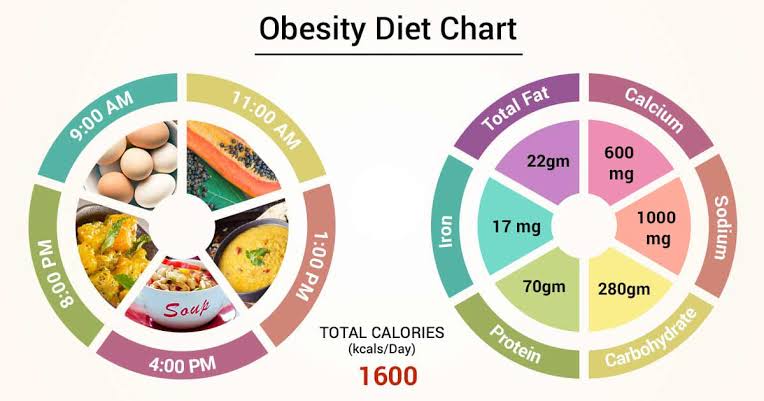 Obesity Diet Chart
9:00 AM
11:00 AM
1:00 PM
4:00 PM
8:00 PM
Soup
TOTAL CALORIES
(kcals/Day)
1600
Total Fat
22gm
Calcium
600
mg
Sodium
1000
mg
Carbohydrate
280gm
Protein
70gm
Iron
17 mg